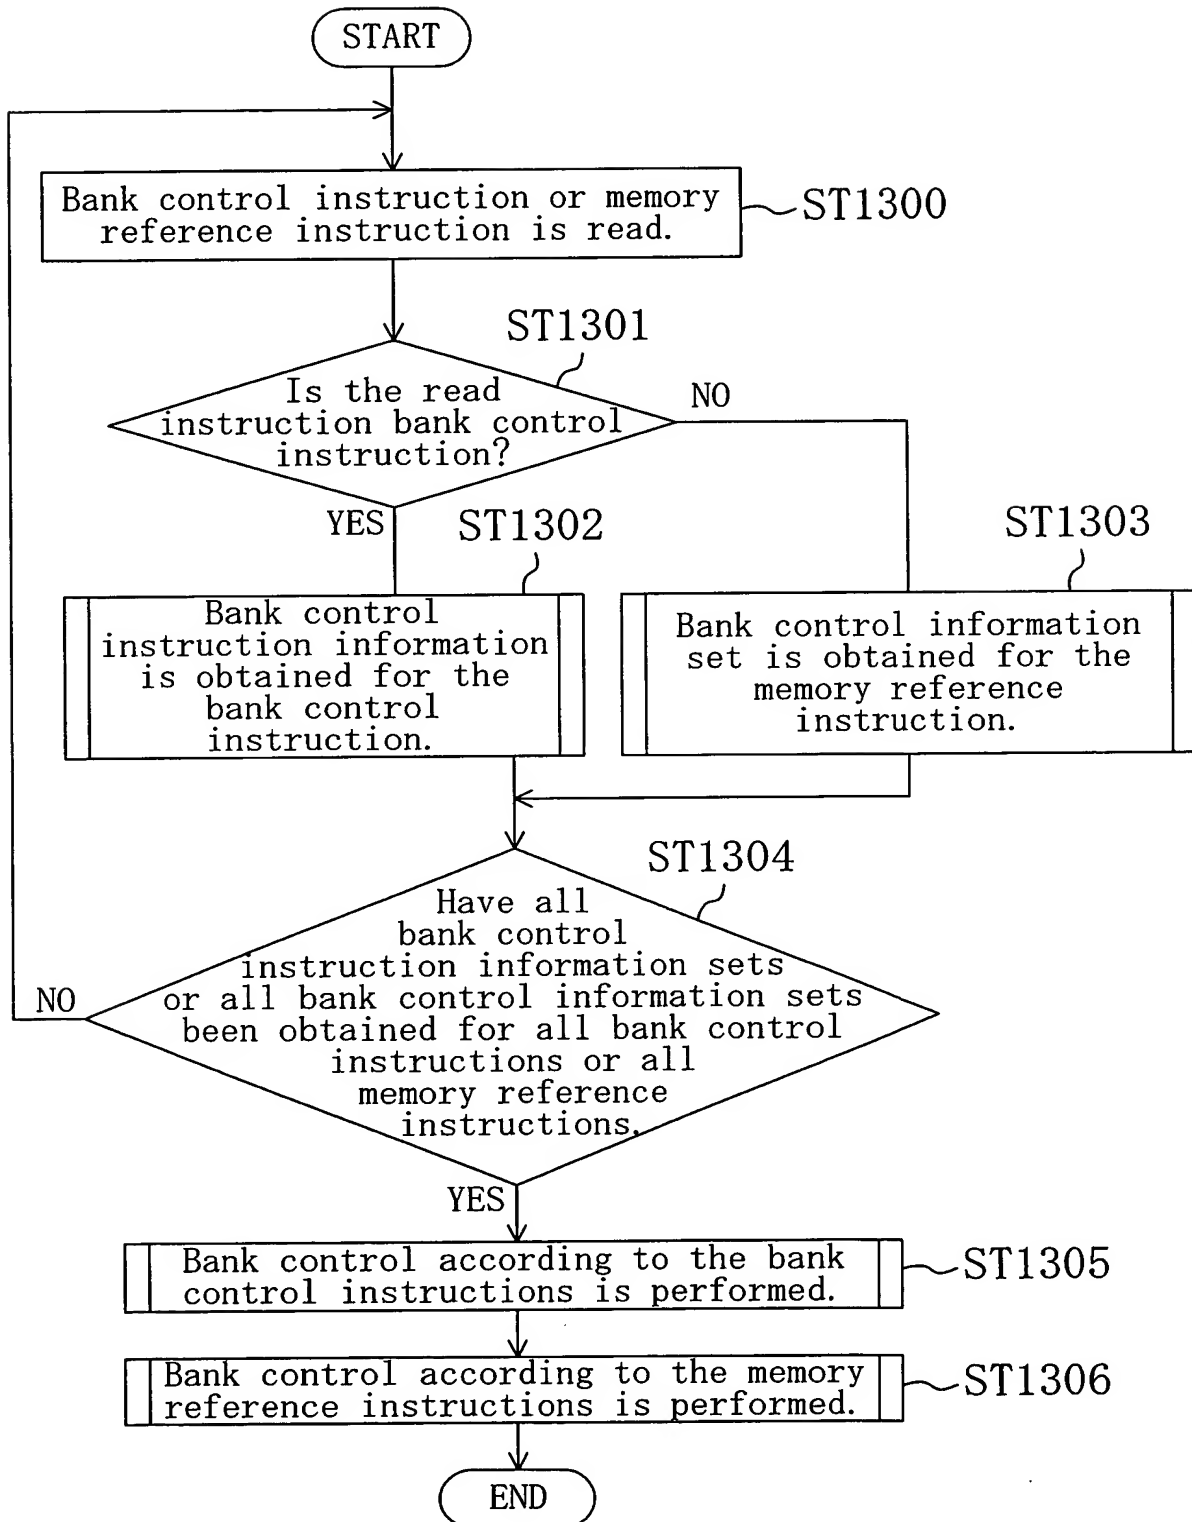 START
Bank control instruction or memory
reference instruction is read.
ST1300
ST1301
Is the read
instruction bank control
instruction?
NO
YES
ST1302
ST1303
Bank control
instruction information
is obtained for the
bank control
instruction.
Bank control information
set is obtained for the
memory reference
instruction.
ST1304
Have all
bank control
instruction information sets
or all bank control information sets
been obtained for all bank control
instructions or all
memory reference
instructions.
NO
YES
Bank control according to the bank
control instructions is performed.
ST1305
Bank control according to the memory
reference instructions is performed.
ST1306
END